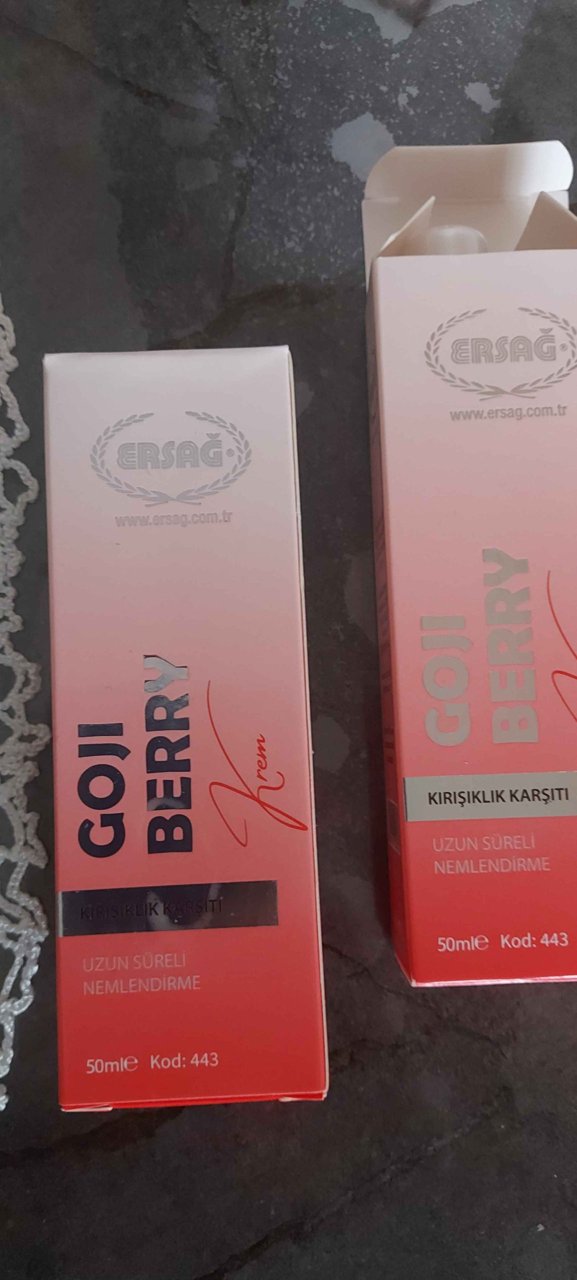 ERSAĞ
www.ersag.com.tr
GOJI
BERRY
Krem
KIRIŞIKLIK KARŞITI
UZUN SÜRELİ
NEMLENDİRME
50ml℮ Kod: 443
ERSAĞ®
www.ersag.com.tr
GOJI
BERRY
KIRIŞIKLIK KARŞITI
UZUN SÜRELİ
NEMLENDİRME
50ml℮ Kod: 443